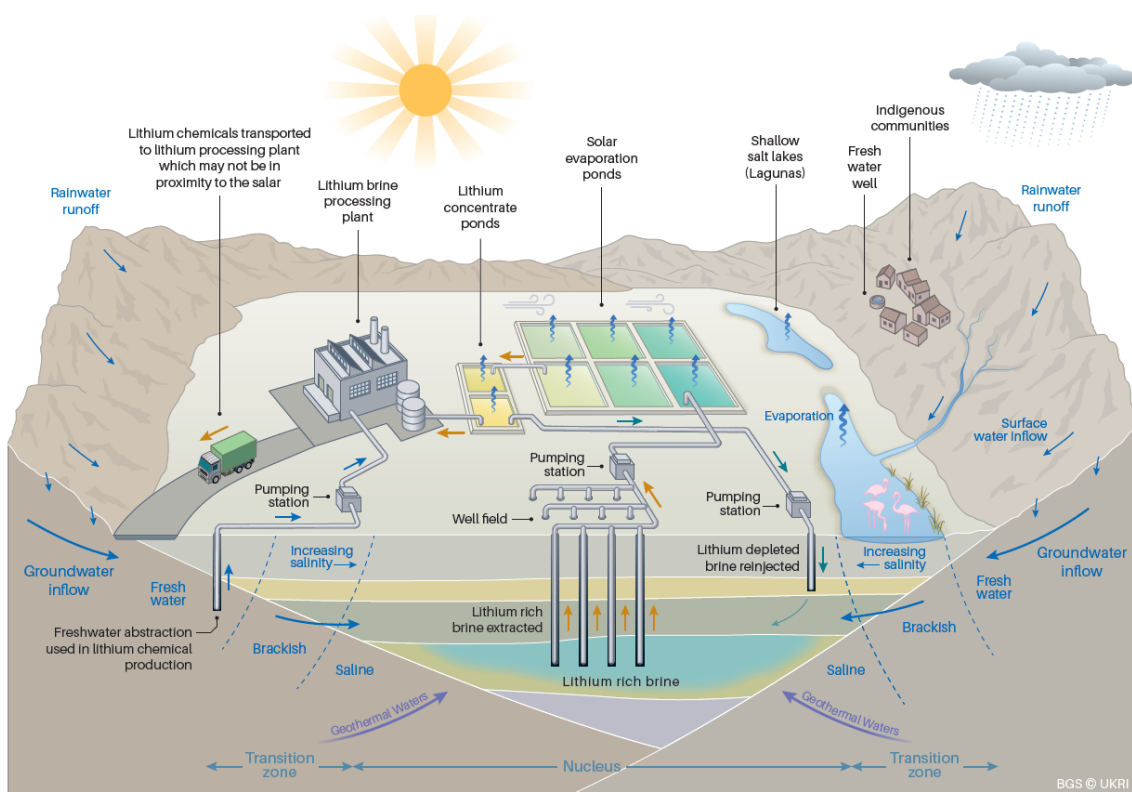 Lithium chemicals transported
to lithium processing plant
which may not be in
proximity to the salar
Rainwater
runoff
Lithium brine
processing
plant
Lithium
concentrate
ponds
Solar
evaporation
ponds
Shallow
salt lakes
(Lagunas)
Indigenous
communities
Fresh
water
well
Rainwater
runoff
Evaporation
Surface
water inflow
Pumping
station
Pumping
station
Well field
Pumping
station
Groundwater
inflow
Fresh
water
Increasing
salinity
Lithium depleted
brine reinjected
Increasing
salinity
Fresh
water
Groundwater
inflow
Freshwater abstraction
used in lithium chemical
production
Brackish
Saline
Lithium rich
brine extracted
Lithium rich brine
Saline
Brackish
Geothermal Waters
Geothermal Waters
Transition
zone
Nucleus
Transition
zone
BGS © UKRI